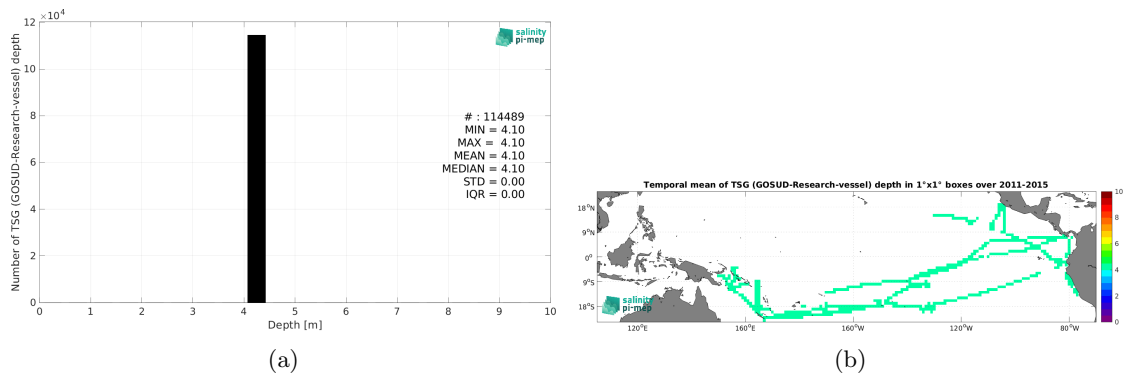 ×10⁴
12
10
8
6
4
2
0
Number of TSG (GOSUD-Research-vessel) depth
salinity
pi-mep
# : 114489
MIN = 4.10
MAX = 4.10
MEAN = 4.10
MEDIAN = 4.10
STD = 0.00
IQR = 0.00
0 1 2 3 4 5 6 7 8 9 10
Depth [m]
(a)
Temporal mean of TSG (GOSUD-Research-vessel) depth in 1°x1° boxes over 2011-2015
18°N
9°N
0°
9°S
18°S
salinity
pi-mep
120°E 160°E 160°W 120°W 80°W
10
8
6
4
2
0
(b)